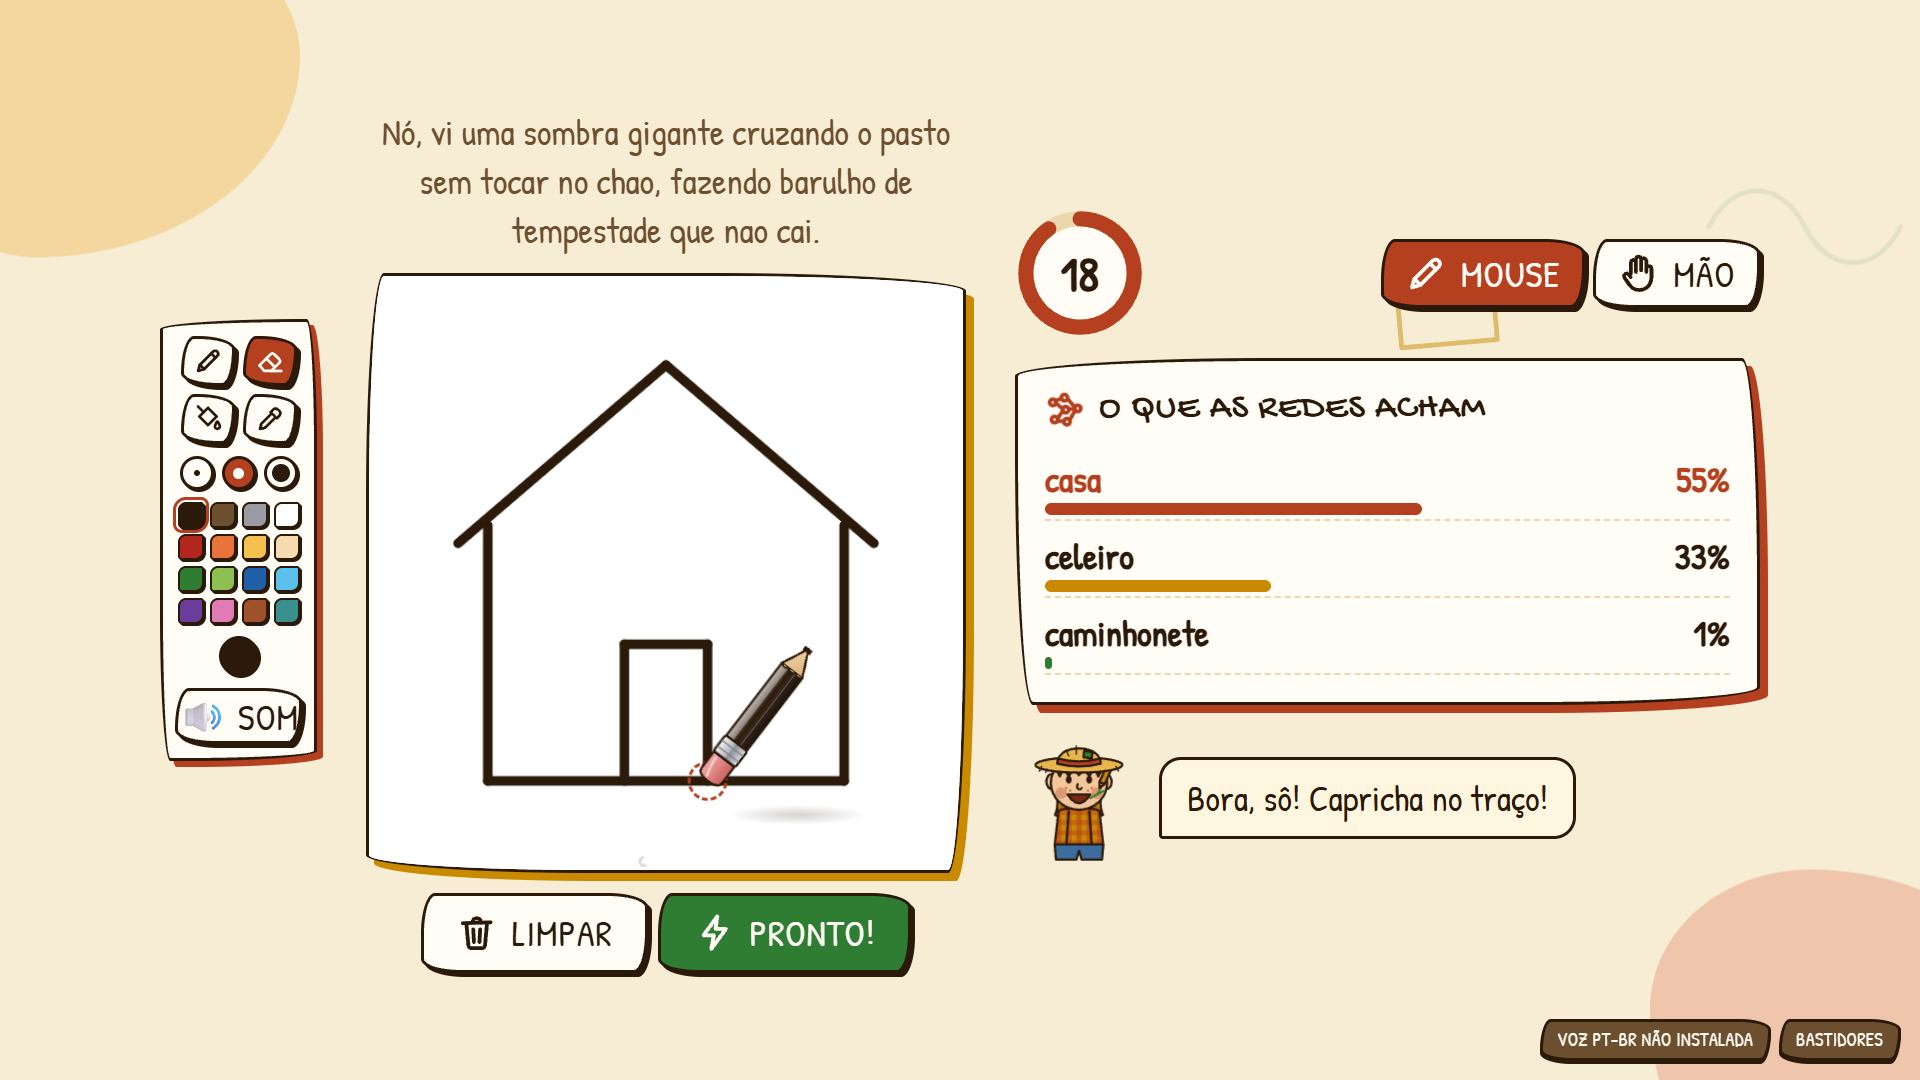 Nó, vi uma sombra gigante cruzando o pasto
sem tocar no chao, fazendo barulho de
tempestade que nao cai.
18
MOUSE
MÃO
O QUE AS REDES ACHAM
casa 55%
celeiro 33%
caminhonete 1%
SOM
Bora, sô! Capricha no traço!
LIMPAR
PRONTO!
VOZ PT-BR NÃO INSTALADA
BASTIDORES